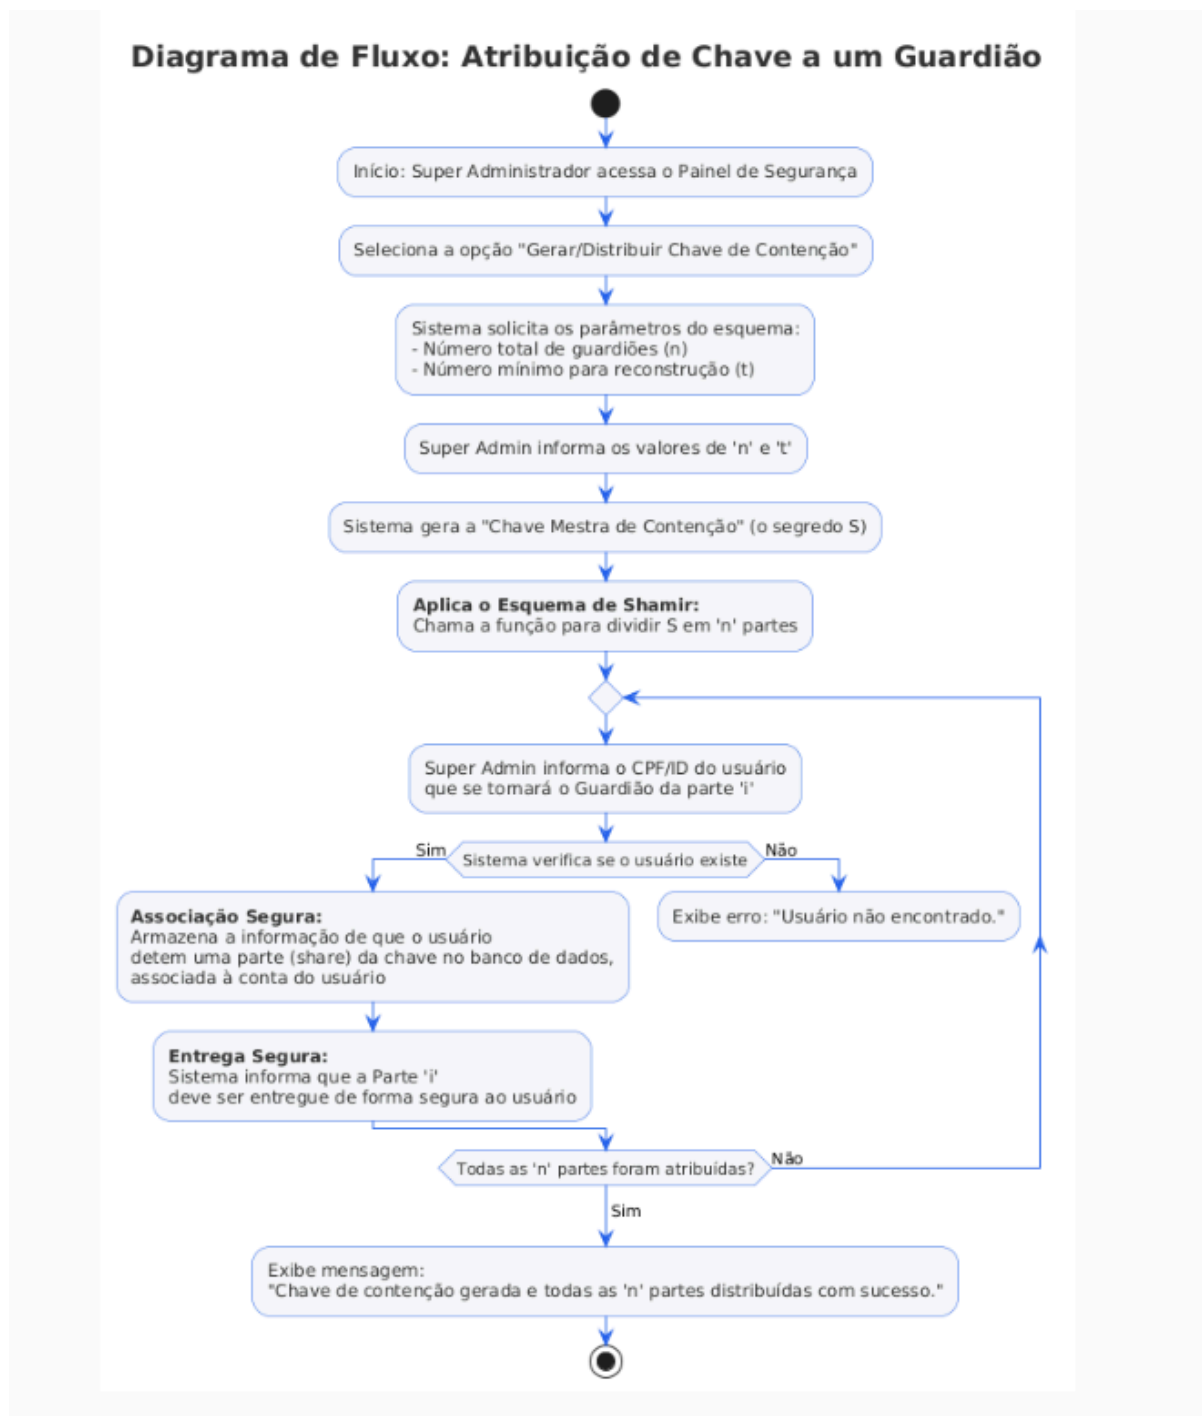 Diagrama de Fluxo: Atribuição de Chave a um Guardião
Início: Super Administrador acessa o Painel de Segurança
Seleciona a opção "Gerar/Distribuir Chave de Contenção"
Sistema solicita os parâmetros do esquema:
- Número total de guardiões (n)
- Número mínimo para reconstrução (t)
Super Admin informa os valores de 'n' e 't'
Sistema gera a "Chave Mestra de Contenção" (o segredo S)
Aplica o Esquema de Shamir:
Chama a função para dividir S em 'n' partes
Super Admin informa o CPF/ID do usuário
que se tornará o Guardião da parte 'i'
Sistema verifica se o usuário existe
Sim
Não
Associação Segura:
Armazena a informação de que o usuário
detem uma parte (share) da chave no banco de dados,
associada à conta do usuário
Exibe erro: "Usuário não encontrado."
Entrega Segura:
Sistema informa que a Parte 'i'
deve ser entregue de forma segura ao usuário
Todas as 'n' partes foram atribuídas?
Não
Sim
Exibe mensagem:
"Chave de contenção gerada e todas as 'n' partes distribuídas com sucesso."